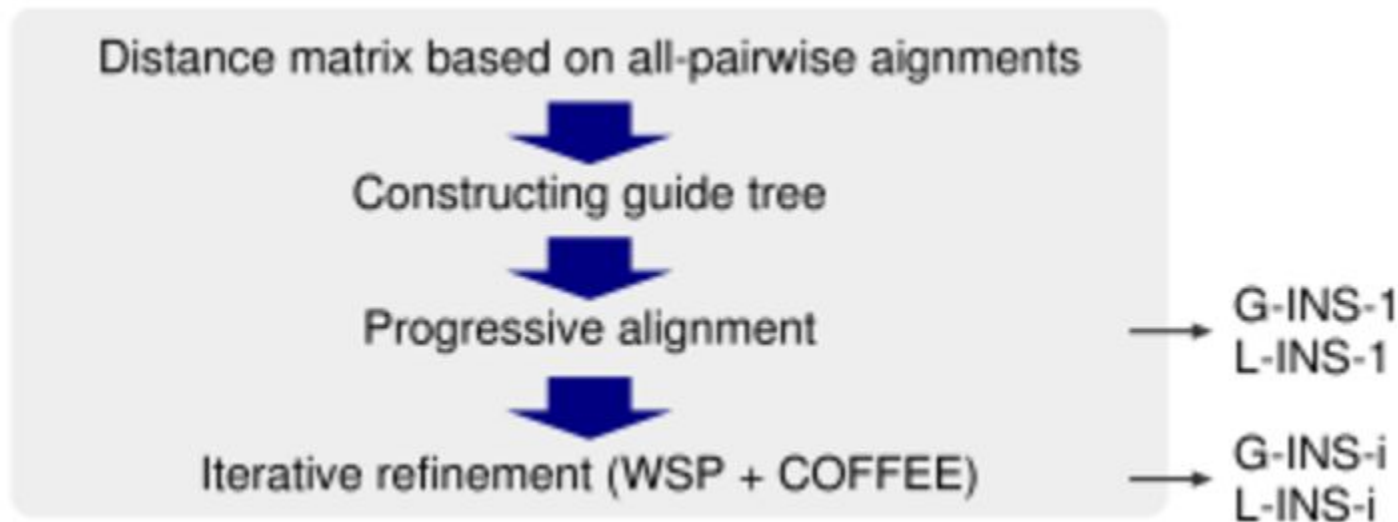 Distance matrix based on all-pairwise aignments
Constructing guide tree
Progressive alignment
G-INS-1
L-INS-1
Iterative refinement (WSP + COFFEE)
G-INS-i
L-INS-i